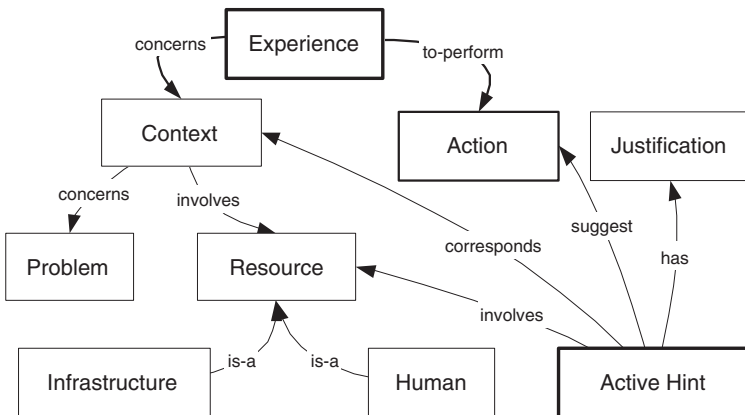 Experience
concerns
to-perform
Context
Action
Justification
concerns
involves
suggest
Problem
Resource
corresponds
has
involves
Infrastructure
is-a
is-a
Human
Active Hint